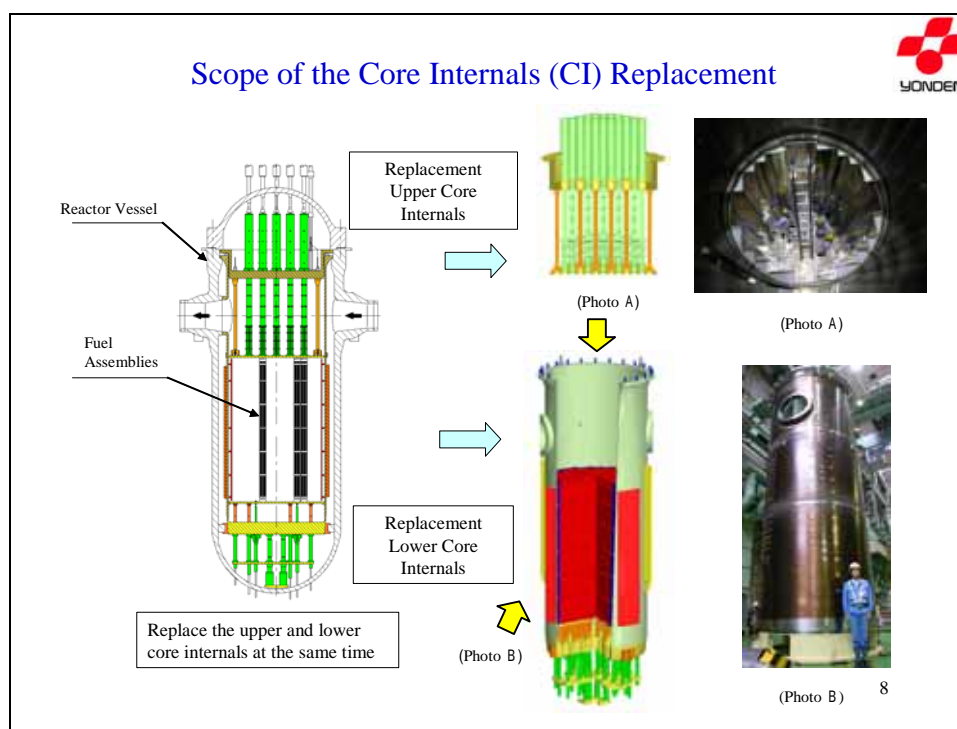 Scope of the Core Internals (CI) Replacement
YONDEN
Reactor Vessel
Fuel
Assemblies
Replacement
Upper Core
Internals
(Photo A)
(Photo A)
Replacement
Lower Core
Internals
Replace the upper and lower
core internals at the same time
(Photo B)
(Photo B)
8